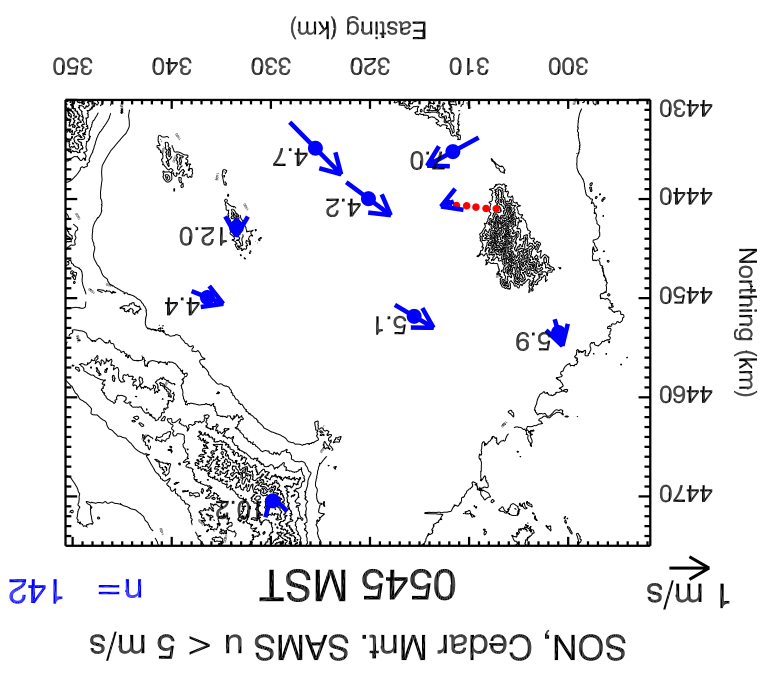 SON, Cedar Mnt. SAMS u < 5 m/s
1 m/s
0545 MST
n= 142
4470
10.2
4460
5.9
5.1
4450
4.4
12.0
4440
4.2
7.0
4.7
4430
Northing (km)
300 310 320 330 340 350
Easting (km)